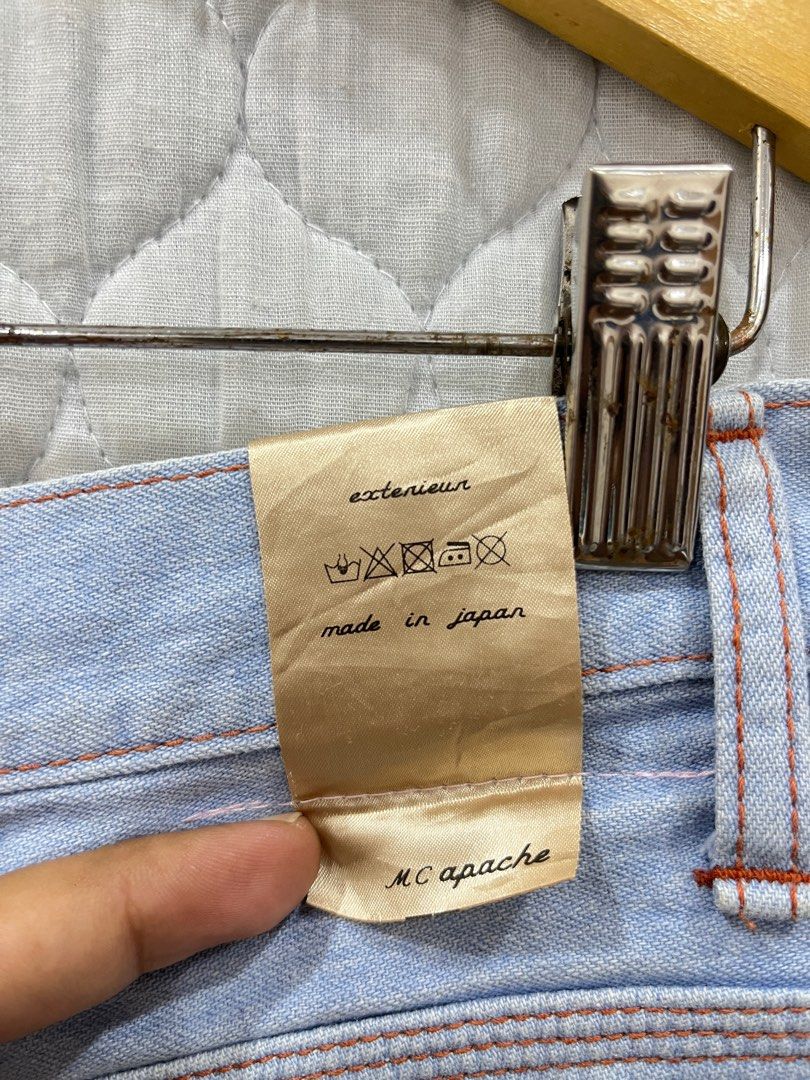 exterieur
made in japan
MC apache